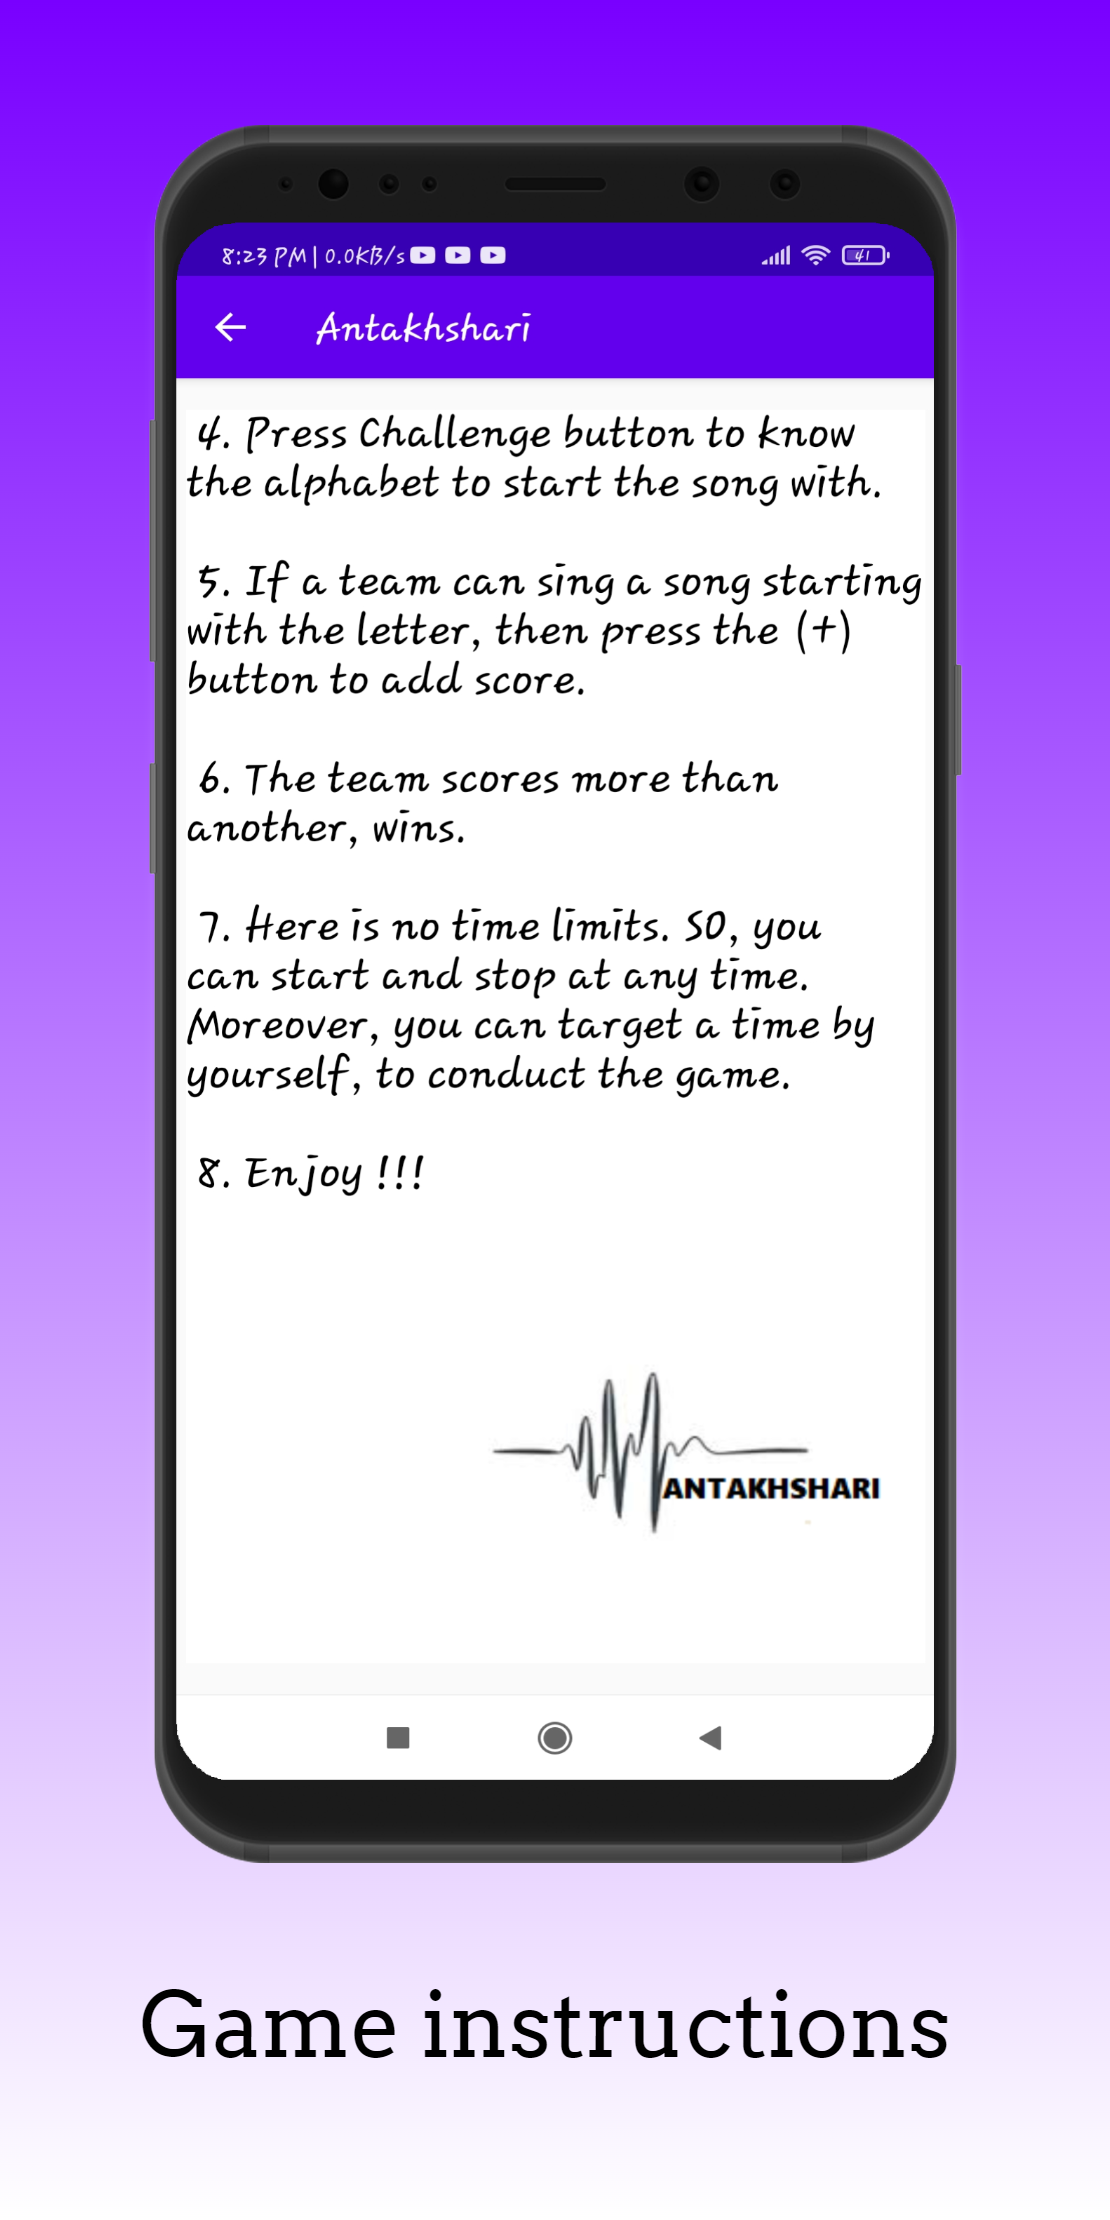 8:23 PM | 0.0KB/s
41
Antakhshari
4. Press Challenge button to know
the alphabet to start the song with.
5. If a team can sing a song starting
with the letter, then press the (+)
button to add score.
6. The team scores more than
another, wins.
7. Here is no time limits. SO, you
can start and stop at any time.
Moreover, you can target a time by
yourself, to conduct the game.
8. Enjoy !!!
ANTAKHSHARI
Game instructions